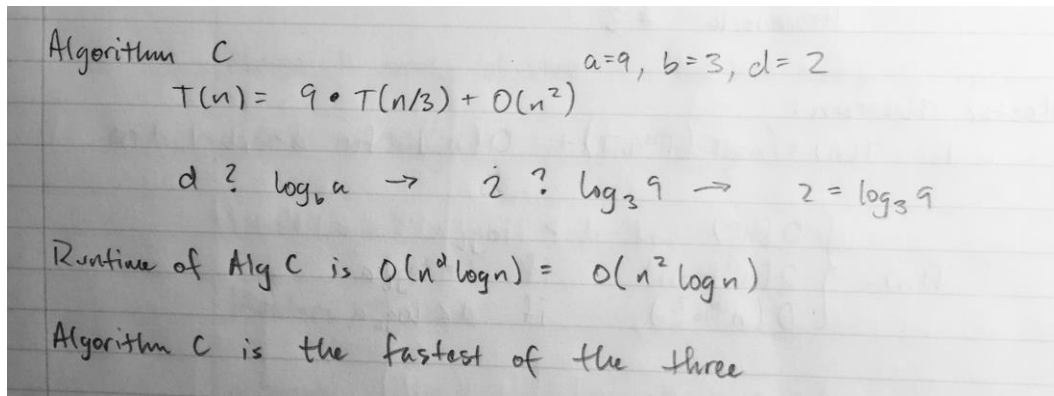 Algorithm C
a=9, b=3, d= 2
T(n) = 9 • T(n/3) + O(n²)
d ? log_b a → 2 ? log₃ 9 → 2 = log₃ 9
Runtime of Alg C is O(n^d log n) = O(n² log n)
Algorithm C is the fastest of the three